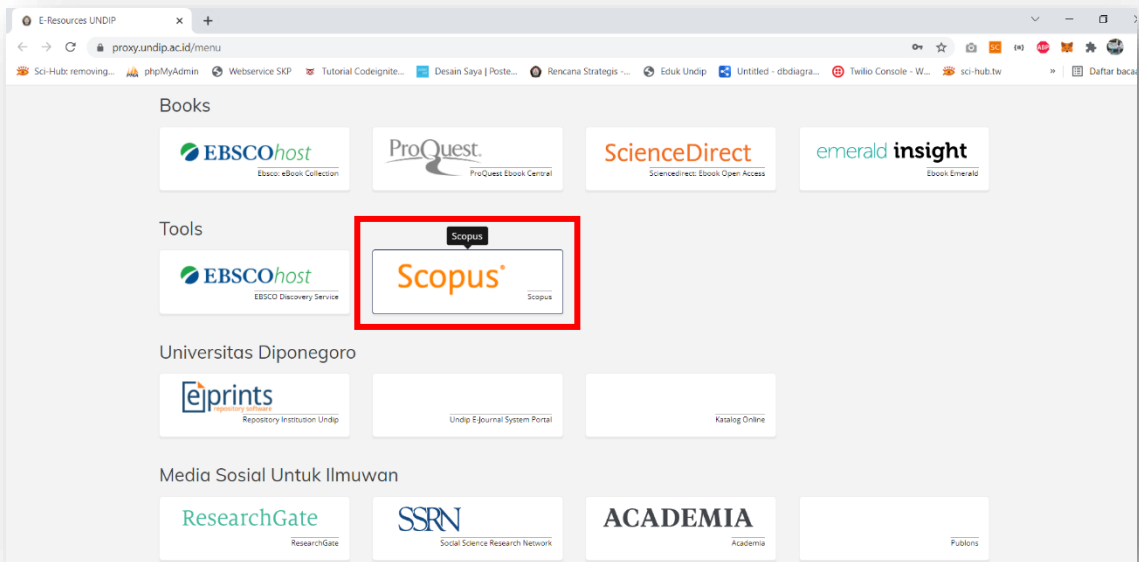 E-Resources UNDIP
proxy.undip.ac.id/menu
SC
ABP
Sci-Hub: removing...
phpMyAdmin
Webservice SKP
Tutorial Codeignite...
Desain Saya | Poste...
Rencana Strategis -...
Eduk Undip
Untitled - dbdiagra...
Twilio Console - W...
sci-hub.tw
»
Daftar bacaa
Books
EBSCOhost
Ebsco: eBook Collection
ProQuest.
ProQuest Ebook Central
ScienceDirect
Sciencedirect: Ebook Open Access
emerald insight
Ebook Emerald
Tools
EBSCOhost
EBSCO Discovery Service
Scopus
Scopus®
Scopus
Universitas Diponegoro
eprints
repository software
Repository Institution Undip
Undip E-Journal System Portal
Katalog Online
Media Sosial Untuk Ilmuwan
ResearchGate
ResearchGate
SSRN
Social Science Research Network
ACADEMIA
Academia
Publons